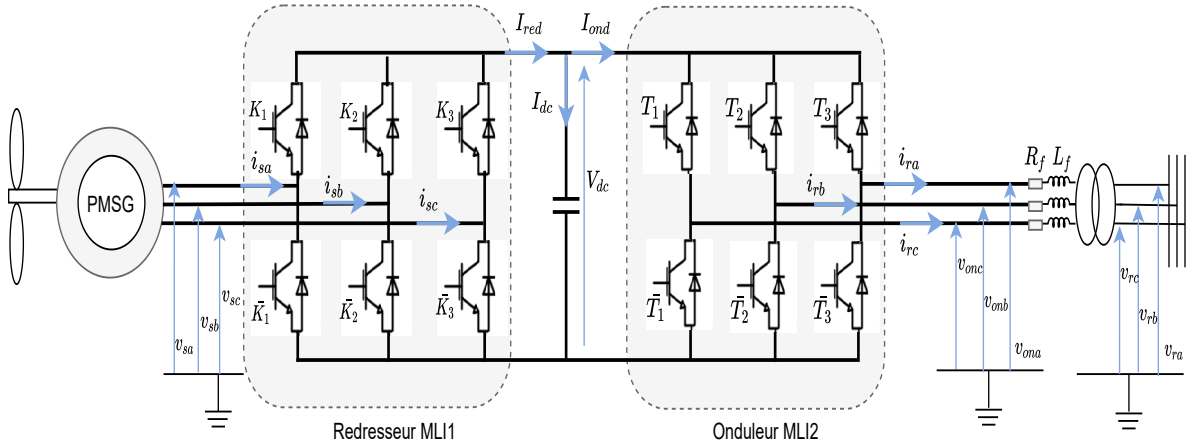 I_red
I_ond
K_1
K_2
K_3
I_dc
T_1
T_2
T_3
i_sa
i_sb
i_sc
V_dc
i_ra
i_rb
i_rc
R_f L_f
PMSG
K̄_1
K̄_2
K̄_3
T̄_1
T̄_2
T̄_3
v_sc
v_sb
v_sa
v_onc
v_onb
v_ona
v_rc
v_rb
v_ra
Redresseur MLI1
Onduleur MLI2